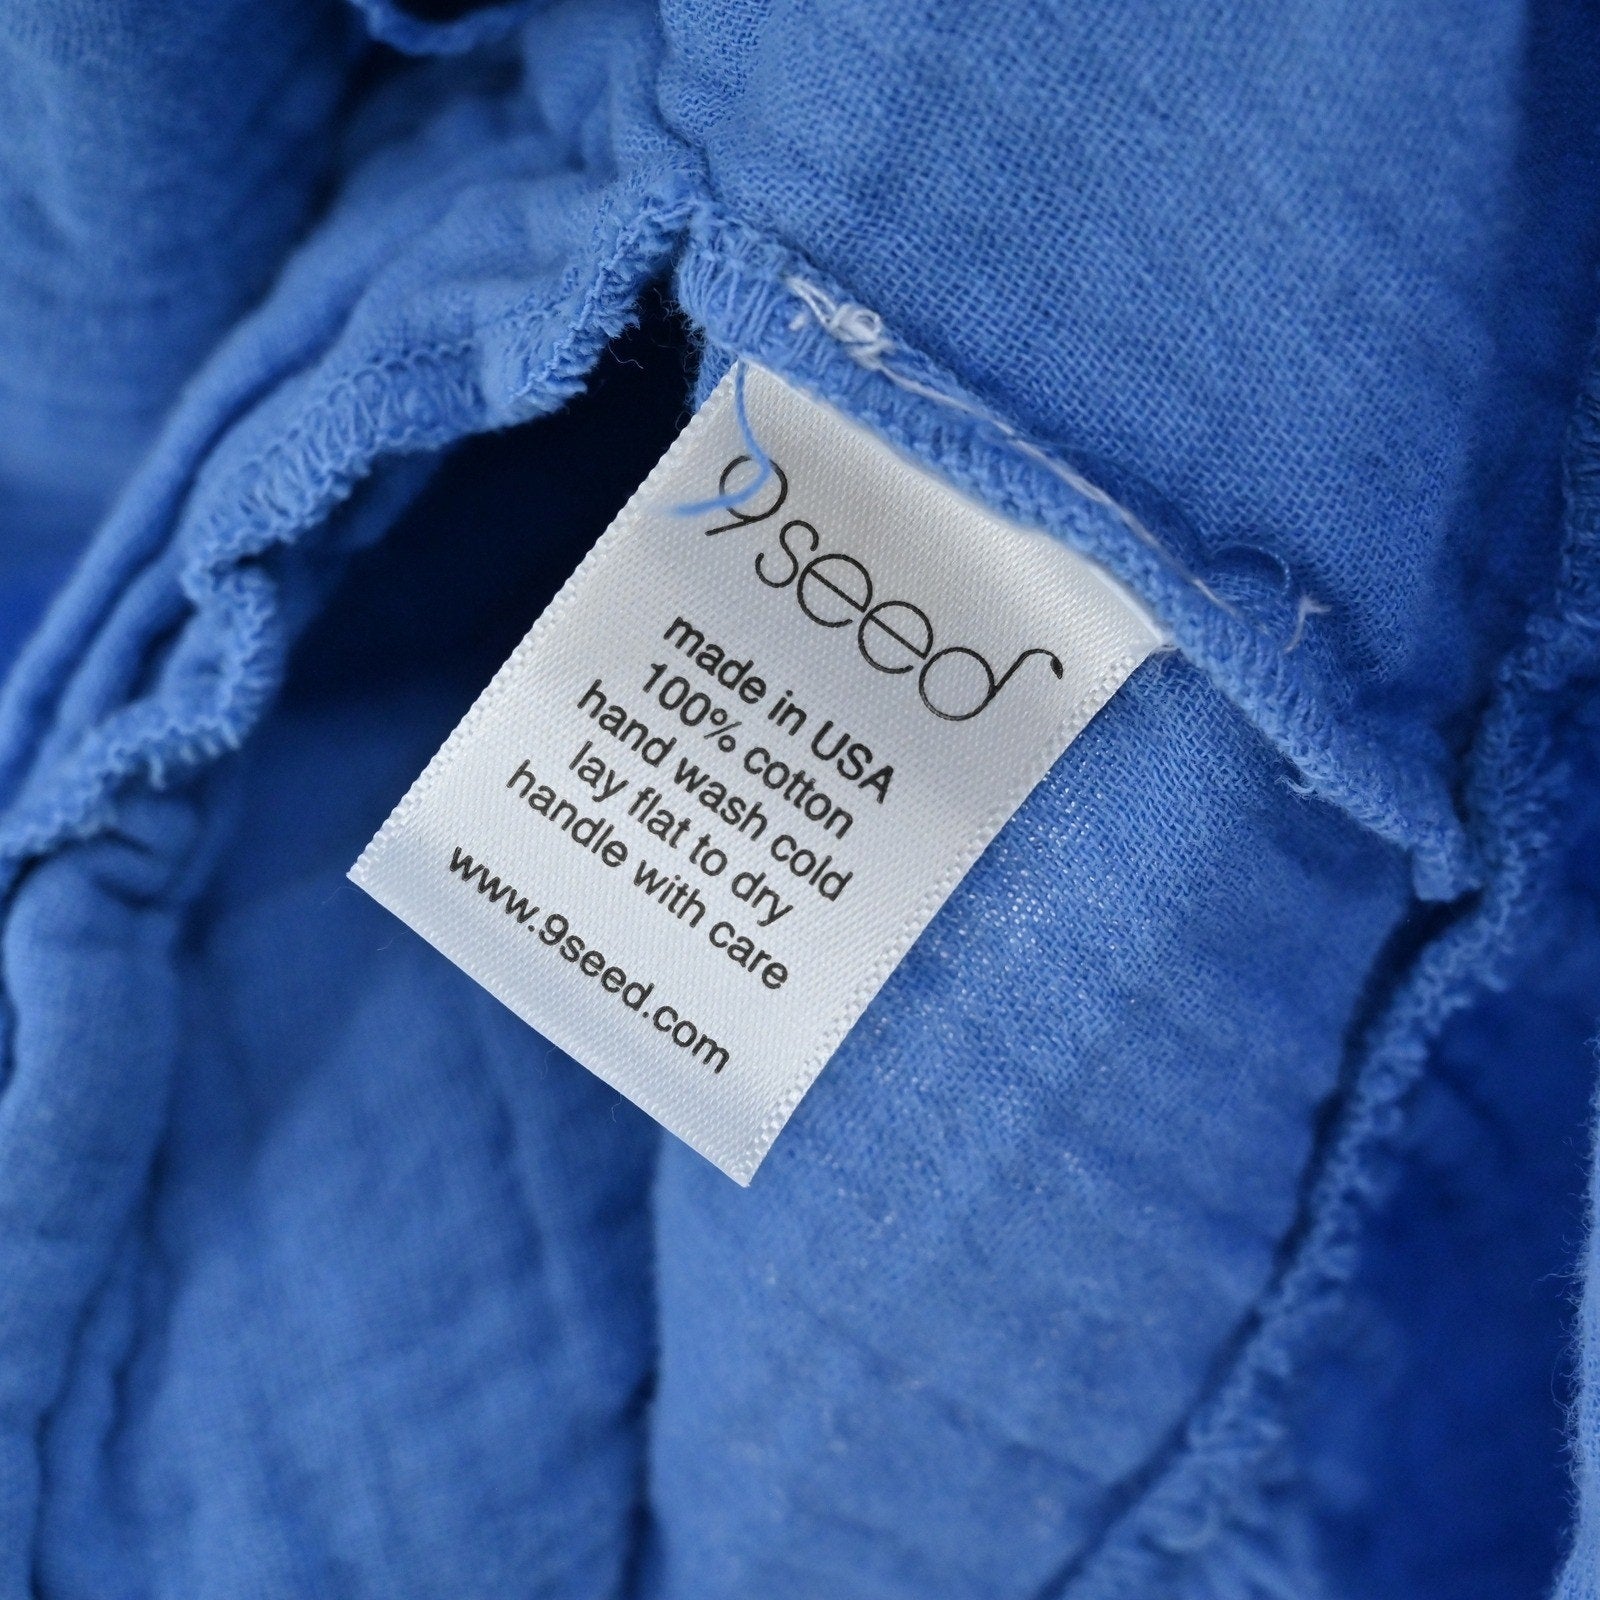 9seed
made in USA
100% cotton
hand wash cold
lay flat to dry
handle with care
www.9seed.com